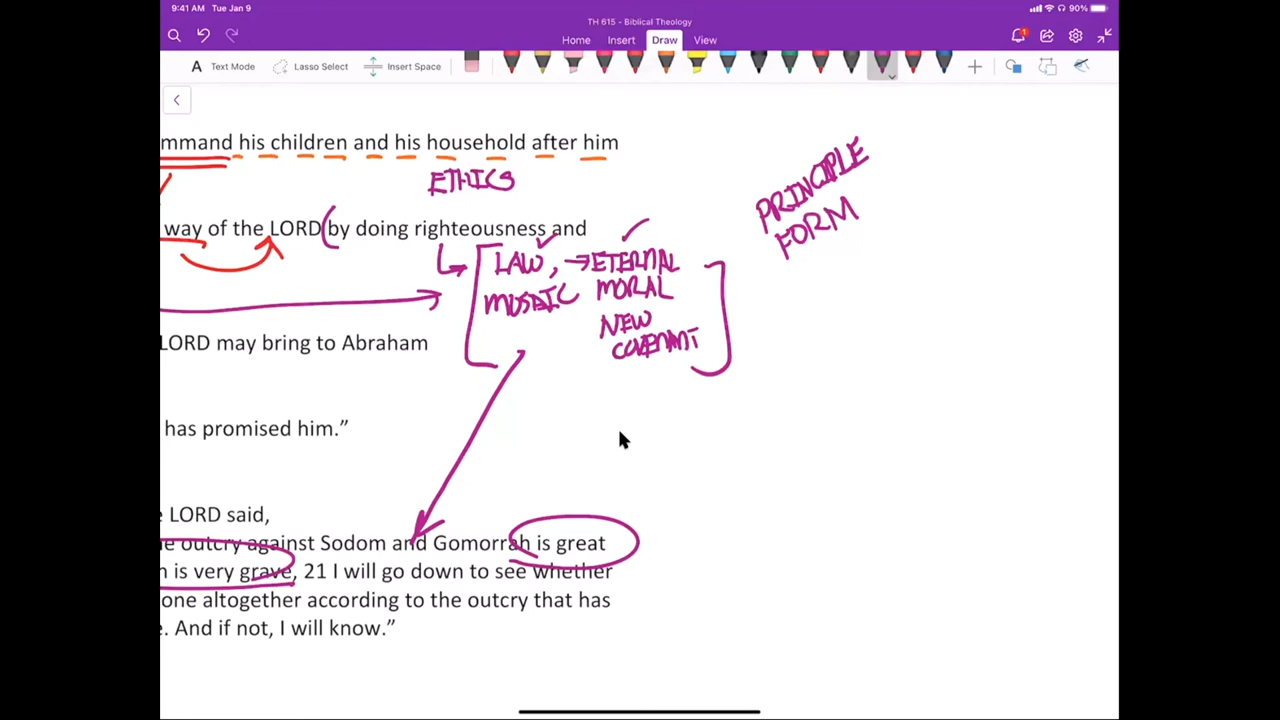 9:41 AM Tue Jan 9
90%
TH 615 - Biblical Theology
Home Insert Draw View
1
A Text Mode Lasso Select Insert Space
mmand his children and his household after him
ETHICS
PRINCIPLE
FORM
way of the LORD (by doing righteousness and
LAW, → ETERNAL
MOSAIC MORAL
NEW
COVENANT
LORD may bring to Abraham
has promised him.”
e LORD said,
e outcry against Sodom and Gomorrah is great
n is very grave, 21 I will go down to see whether
one altogether according to the outcry that has
e. And if not, I will know.”